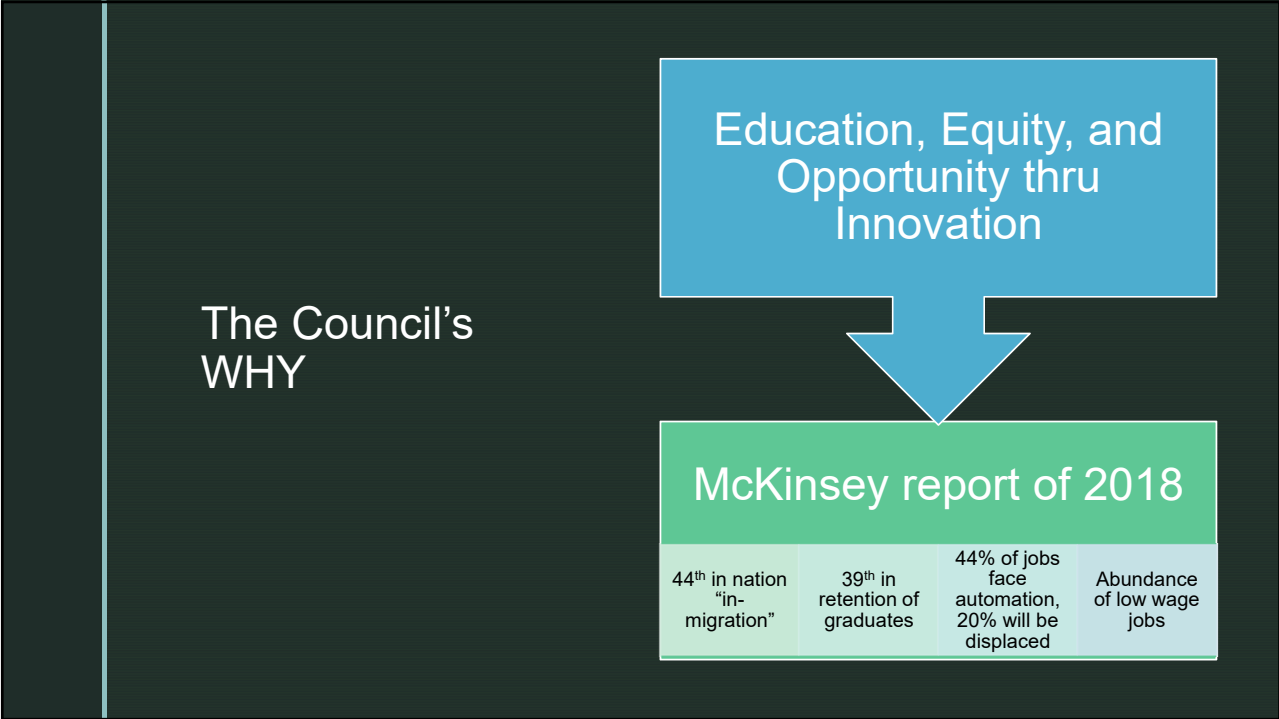 The Council’s
WHY
Education, Equity, and
Opportunity thru
Innovation
McKinsey report of 2018
44th in nation
“in-
migration”
39th in
retention of
graduates
44% of jobs
face
automation,
20% will be
displaced
Abundance
of low wage
jobs